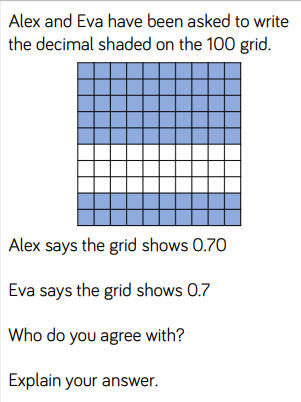 Alex and Eva have been asked to write
the decimal shaded on the 100 grid.
Alex says the grid shows 0.70
Eva says the grid shows 0.7
Who do you agree with?
Explain your answer.